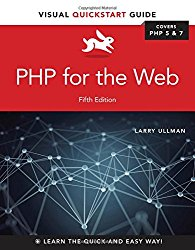 VISUAL QUICKSTART GUIDE
COVERS
PHP 5 & 7
PHP for the Web
Fifth Edition
LARRY ULLMAN
LEARN THE QUICK AND EASY WAY!